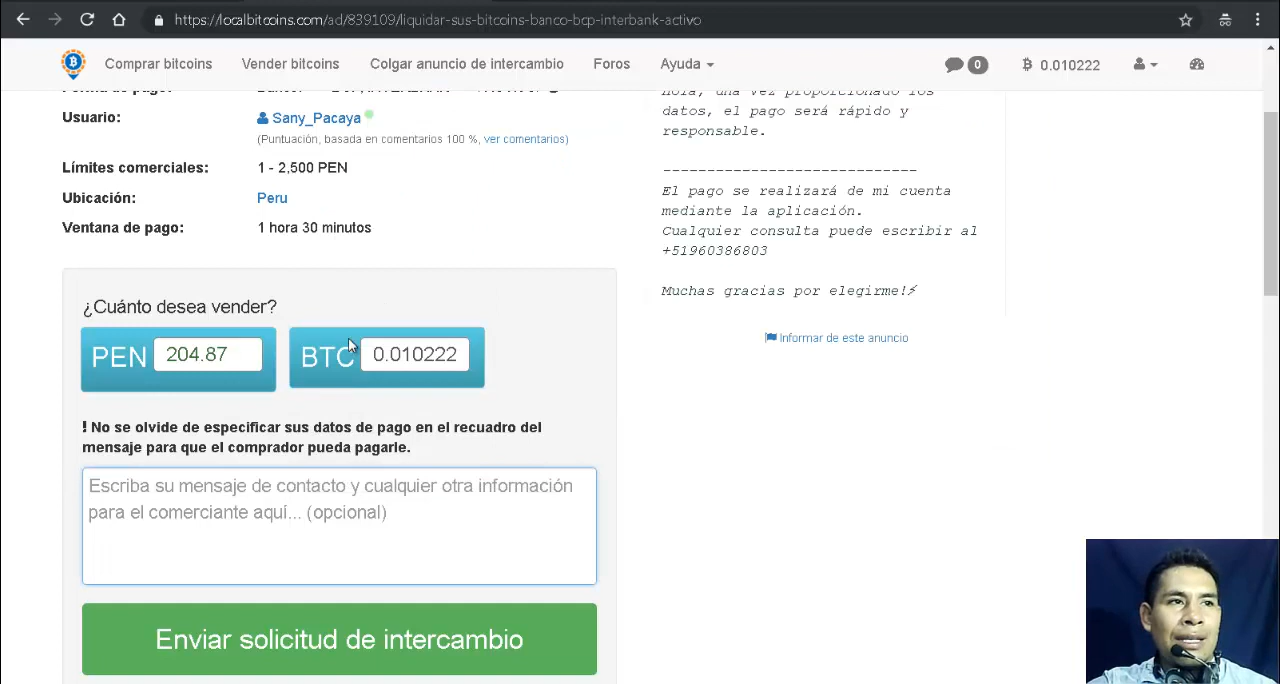 https://localbitcoins.com/ad/839109/liquidar-sus-bitcoins-banco-bcp-interbank-activo
Comprar bitcoins
Vender bitcoins
Colgar anuncio de intercambio
Foros
Ayuda
0
0.010222
Usuario:
Sany_Pacaya
(Puntuación, basada en comentarios 100 %, ver comentarios)
Límites comerciales:
1 - 2,500 PEN
Ubicación:
Peru
Ventana de pago:
1 hora 30 minutos
¿Cuánto desea vender?
PEN 204.87
BTC 0.010222
! No se olvide de especificar sus datos de pago en el recuadro del
mensaje para que el comprador pueda pagarle.
Escriba su mensaje de contacto y cualquier otra información
para el comerciante aquí... (opcional)
Enviar solicitud de intercambio
hola, una vez proporcionado los
datos, el pago será rápido y
responsable.
----------------------------
El pago se realizará de mi cuenta
mediante la aplicación.
Cualquier consulta puede escribir al
+51960386803
Muchas gracias por elegirme!⚡
Informar de este anuncio